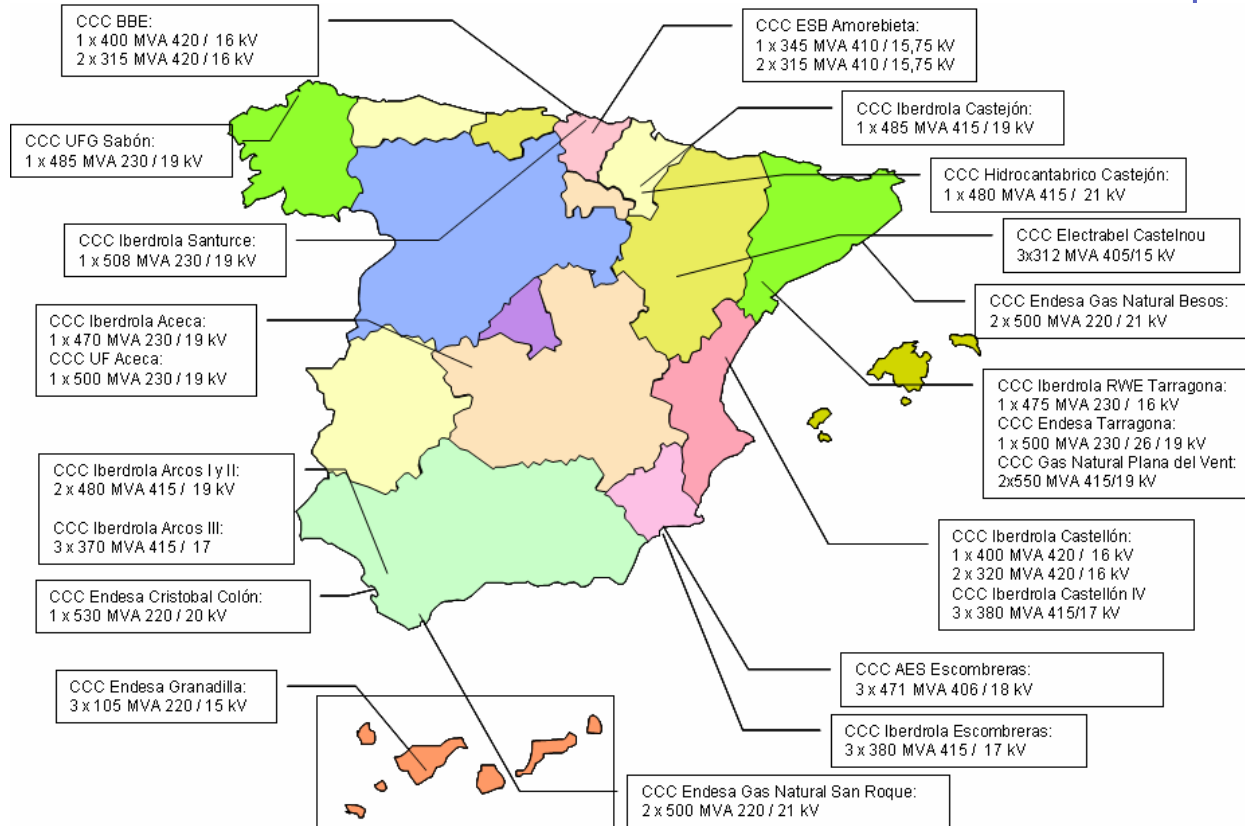 CCC BBE:
1 x 400 MVA 420 / 16 kV
2 x 315 MVA 420 / 16 kV
CCC ESB Amorebieta:
1 x 345 MVA 410 / 15,75 kV
2 x 315 MVA 410 / 15,75 kV
CCC Iberdrola Castejón:
1 x 485 MVA 415 / 19 kV
CCC UFG Sabón:
1 x 485 MVA 230 / 19 kV
CCC Hidrocantabrico Castejón:
1 x 480 MVA 415 / 21 kV
CCC Iberdrola Santurce:
1 x 508 MVA 230 / 19 kV
CCC Electrabel Castelnou
3x312 MVA 405/15 kV
CCC Endesa Gas Natural Besos:
2 x 500 MVA 220 / 21 kV
CCC Iberdrola Aceca:
1 x 470 MVA 230 / 19 kV
CCC UF Aceca:
1 x 500 MVA 230 / 19 kV
CCC Iberdrola RWE Tarragona:
1 x 475 MVA 230 / 16 kV
CCC Endesa Tarragona:
1 x 500 MVA 230 / 26 / 19 kV
CCC Gas Natural Plana del Vent:
2x550 MVA 415/19 kV
CCC Iberdrola Arcos I y II:
2 x 480 MVA 415 / 19 kV
CCC Iberdrola Arcos III:
3 x 370 MVA 415 / 17
CCC Iberdrola Castellón:
1 x 400 MVA 420 / 16 kV
2 x 320 MVA 420 / 16 kV
CCC Iberdrola Castellón IV
3 x 380 MVA 415/17 kV
CCC Endesa Cristobal Colón:
1 x 530 MVA 220 / 20 kV
CCC AES Escombreras:
3 x 471 MVA 406 / 18 kV
CCC Endesa Granadilla:
3 x 105 MVA 220 / 15 kV
CCC Iberdrola Escombreras:
3 x 380 MVA 415 / 17 kV
CCC Endesa Gas Natural San Roque:
2 x 500 MVA 220 / 21 kV